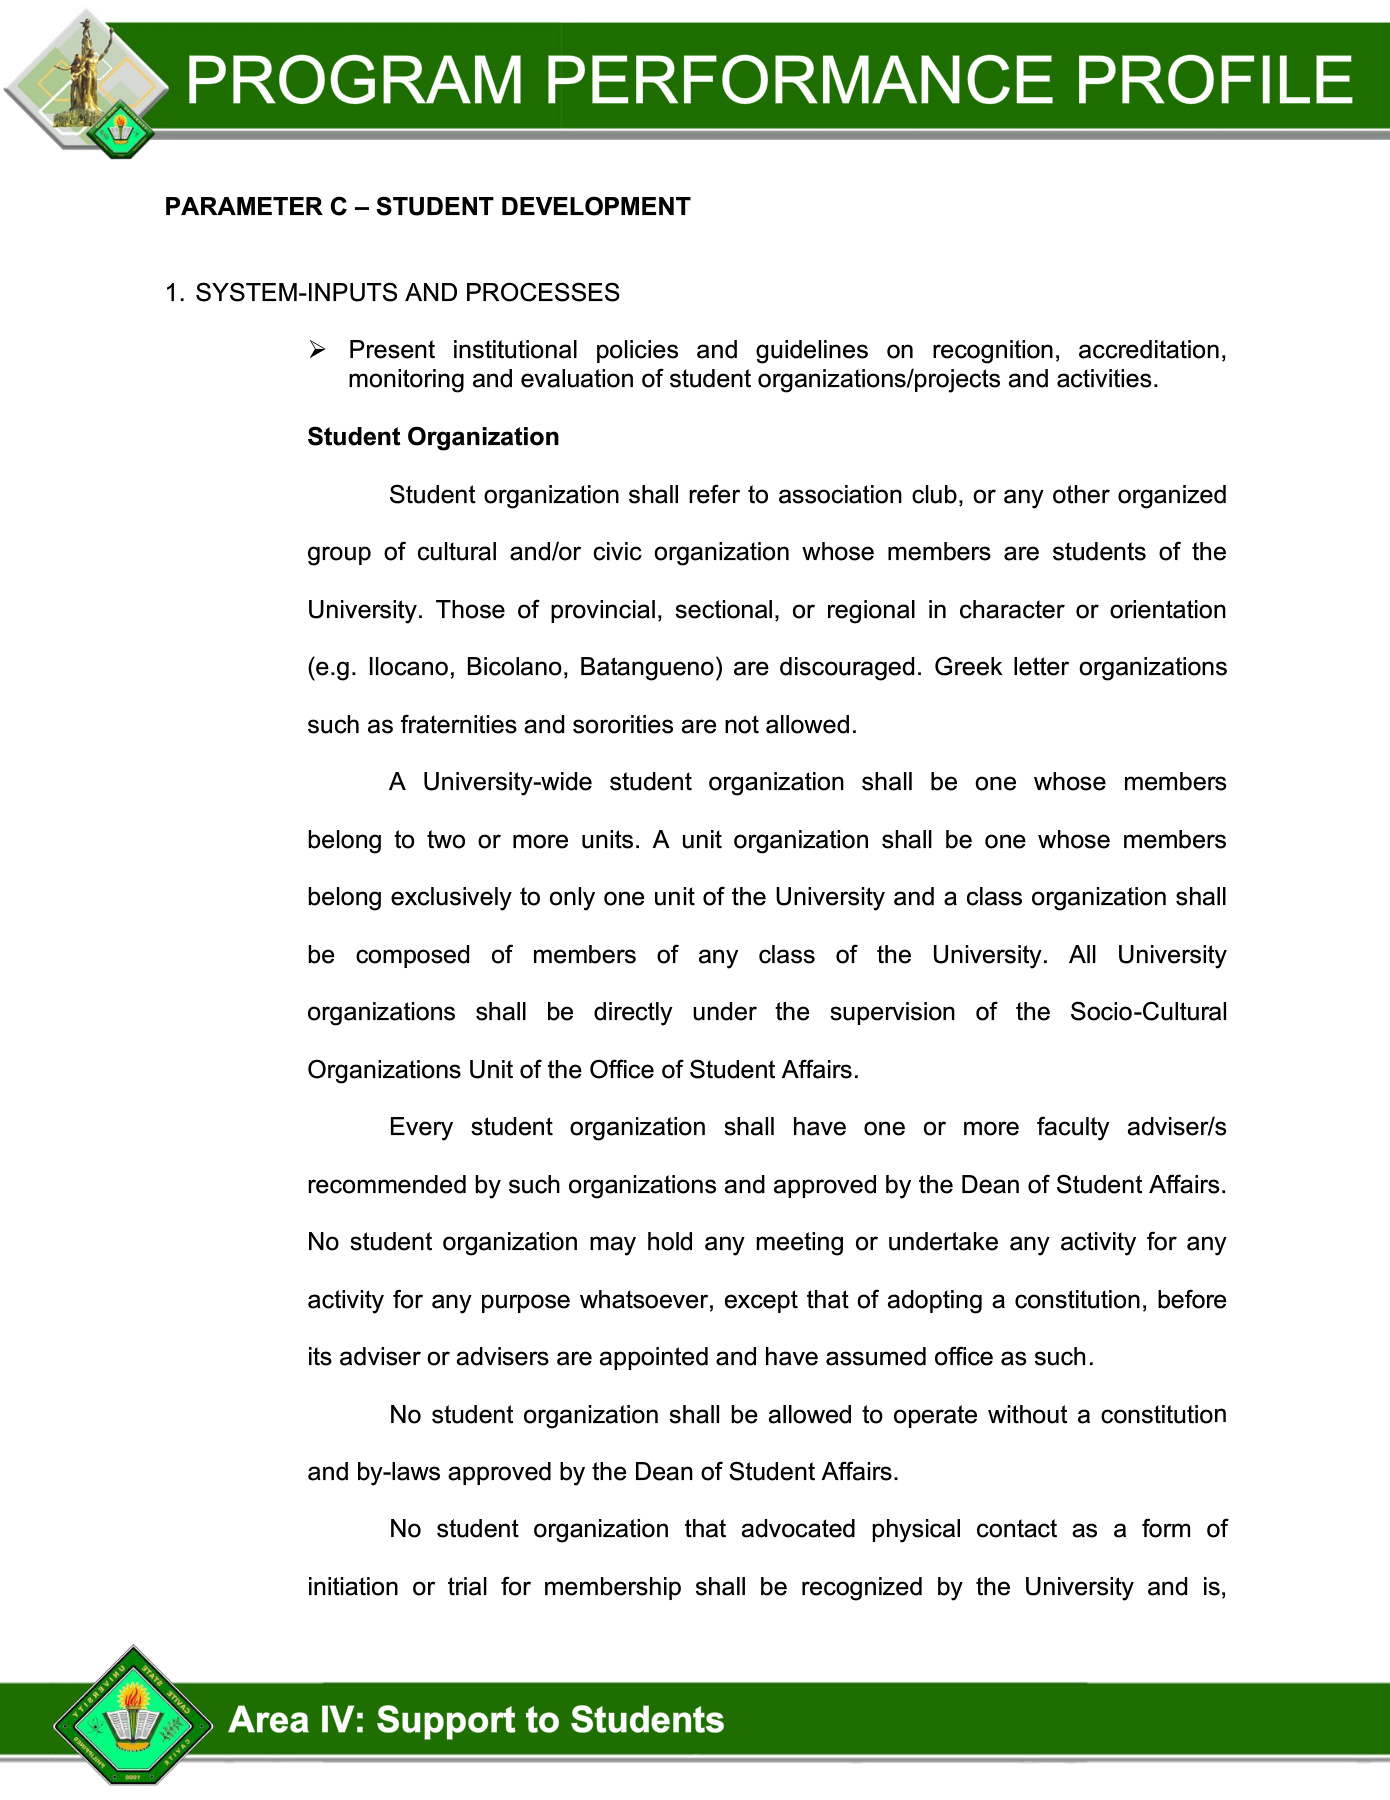 PROGRAM PERFORMANCE PROFILE
PARAMETER C – STUDENT DEVELOPMENT
1. SYSTEM-INPUTS AND PROCESSES
➢ Present institutional policies and guidelines on recognition, accreditation,
monitoring and evaluation of student organizations/projects and activities.
Student Organization
Student organization shall refer to association club, or any other organized
group of cultural and/or civic organization whose members are students of the
University. Those of provincial, sectional, or regional in character or orientation
(e.g. Ilocano, Bicolano, Batangueno) are discouraged. Greek letter organizations
such as fraternities and sororities are not allowed.
A University-wide student organization shall be one whose members
belong to two or more units. A unit organization shall be one whose members
belong exclusively to only one unit of the University and a class organization shall
be composed of members of any class of the University. All University
organizations shall be directly under the supervision of the Socio-Cultural
Organizations Unit of the Office of Student Affairs.
Every student organization shall have one or more faculty adviser/s
recommended by such organizations and approved by the Dean of Student Affairs.
No student organization may hold any meeting or undertake any activity for any
activity for any purpose whatsoever, except that of adopting a constitution, before
its adviser or advisers are appointed and have assumed office as such.
No student organization shall be allowed to operate without a constitution
and by-laws approved by the Dean of Student Affairs.
No student organization that advocated physical contact as a form of
initiation or trial for membership shall be recognized by the University and is,
CAVITE STATE UNIVERSITY
CAVITE
PHILIPPINES
Area IV: Support to Students